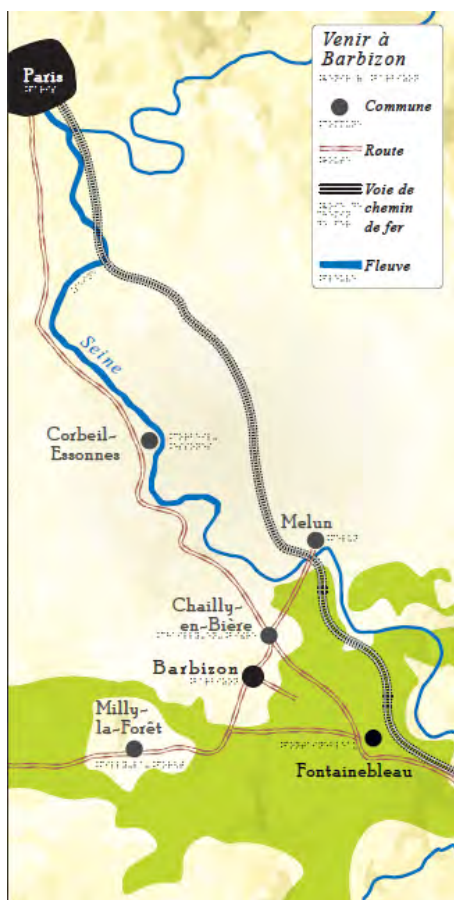 Venir à
Barbizon
Commune
Route
Voie de
chemin
de fer
Fleuve
Paris
Seine
Corbeil-
Essonnes
Melun
Chailly-
en-Bière
Barbizon
Milly-
la-Forêt
Fontainebleau